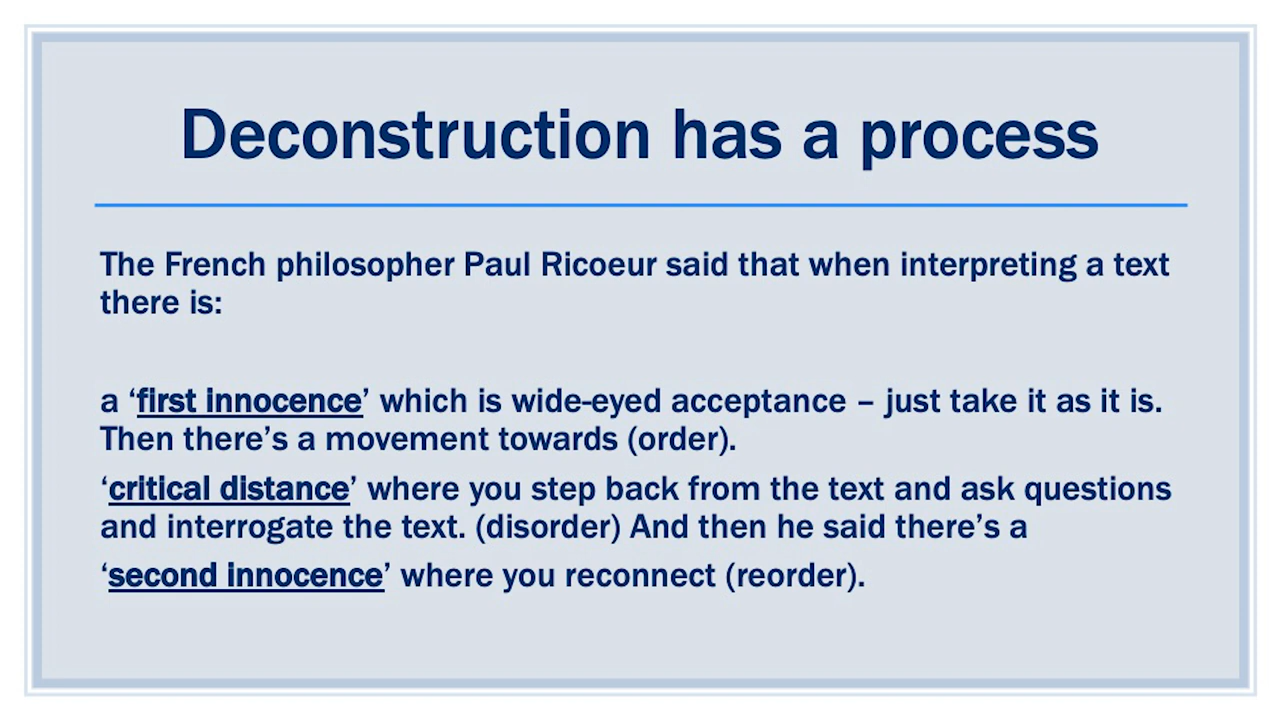 Deconstruction has a process
The French philosopher Paul Ricoeur said that when interpreting a text
there is:
a ‘first innocence’ which is wide-eyed acceptance – just take it as it is.
Then there’s a movement towards (order).
‘critical distance’ where you step back from the text and ask questions
and interrogate the text. (disorder) And then he said there’s a
‘second innocence’ where you reconnect (reorder).